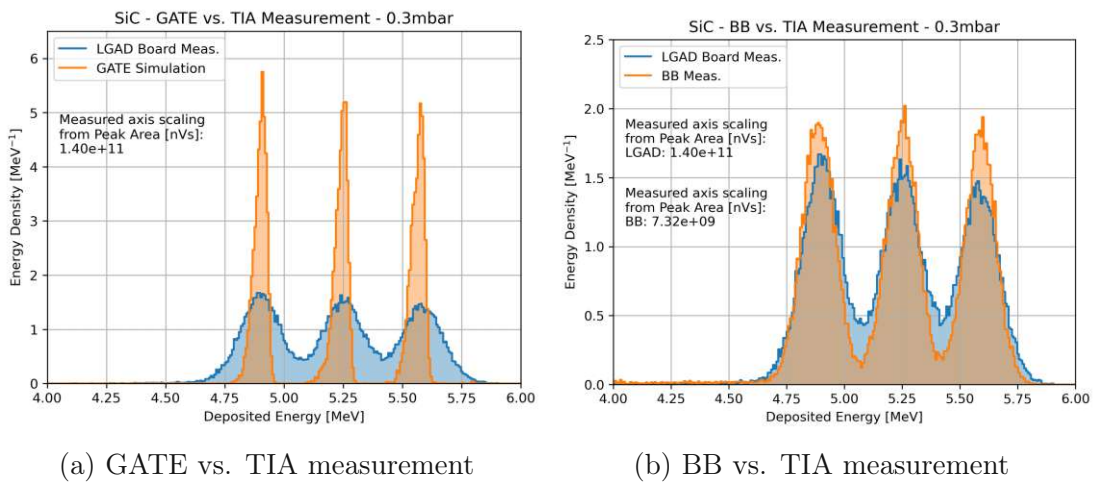 SiC - GATE vs. TIA Measurement - 0.3mbar
LGAD Board Meas.
GATE Simulation
Measured axis scaling
from Peak Area [nVs]:
1.40e+11
Energy Density [MeV⁻¹]
6
5
4
3
2
1
0
4.00 4.25 4.50 4.75 5.00 5.25 5.50 5.75 6.00
Deposited Energy [MeV]
(a) GATE vs. TIA measurement
SiC - BB vs. TIA Measurement - 0.3mbar
LGAD Board Meas.
BB Meas.
Measured axis scaling
from Peak Area [nVs]:
LGAD: 1.40e+11
Measured axis scaling
from Peak Area [nVs]:
BB: 7.32e+09
Energy Density [MeV⁻¹]
2.5
2.0
1.5
1.0
0.5
0.0
4.00 4.25 4.50 4.75 5.00 5.25 5.50 5.75 6.00
Deposited Energy [MeV]
(b) BB vs. TIA measurement